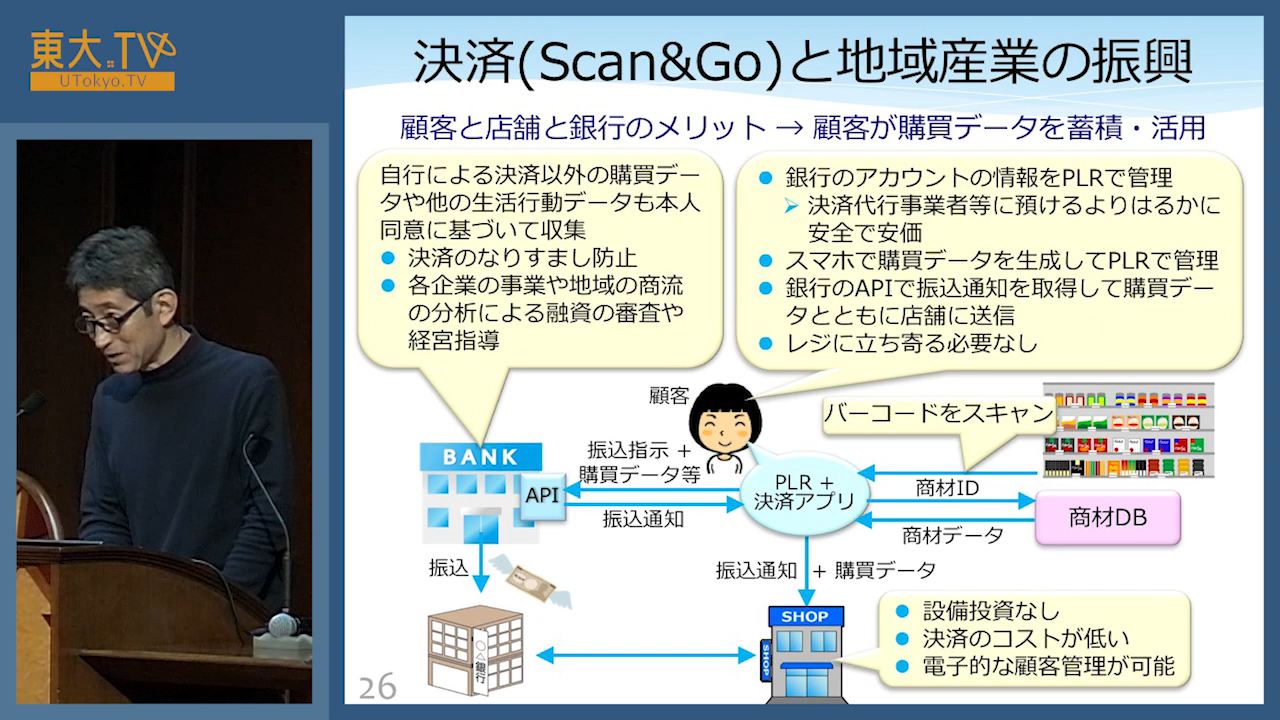 東大TV
UTokyo.TV
決済(Scan&Go)と地域産業の振興
顧客と店舗と銀行のメリット → 顧客が購買データを蓄積・活用
自行による決済以外の購買デー
タや他の生活行動データも本人
同意に基づいて収集
● 決済のなりすまし防止
● 各企業の事業や地域の商流
の分析による融資の審査や
経営指導
● 銀行のアカウントの情報をPLRで管理
➢ 決済代行事業者等に預けるよりはるかに
安全で安価
● スマホで購買データを生成してPLRで管理
● 銀行のAPIで振込通知を取得して購買デー
タとともに店舗に送信
● レジに立ち寄る必要なし
顧客
バーコードをスキャン
BANK
API
振込指示 +
購買データ等
振込通知
PLR +
決済アプリ
商材ID
商材DB
商材データ
振込
振込通知 + 購買データ
SHOP
SHOP
○△銀行
● 設備投資なし
● 決済のコストが低い
● 電子的な顧客管理が可能
26